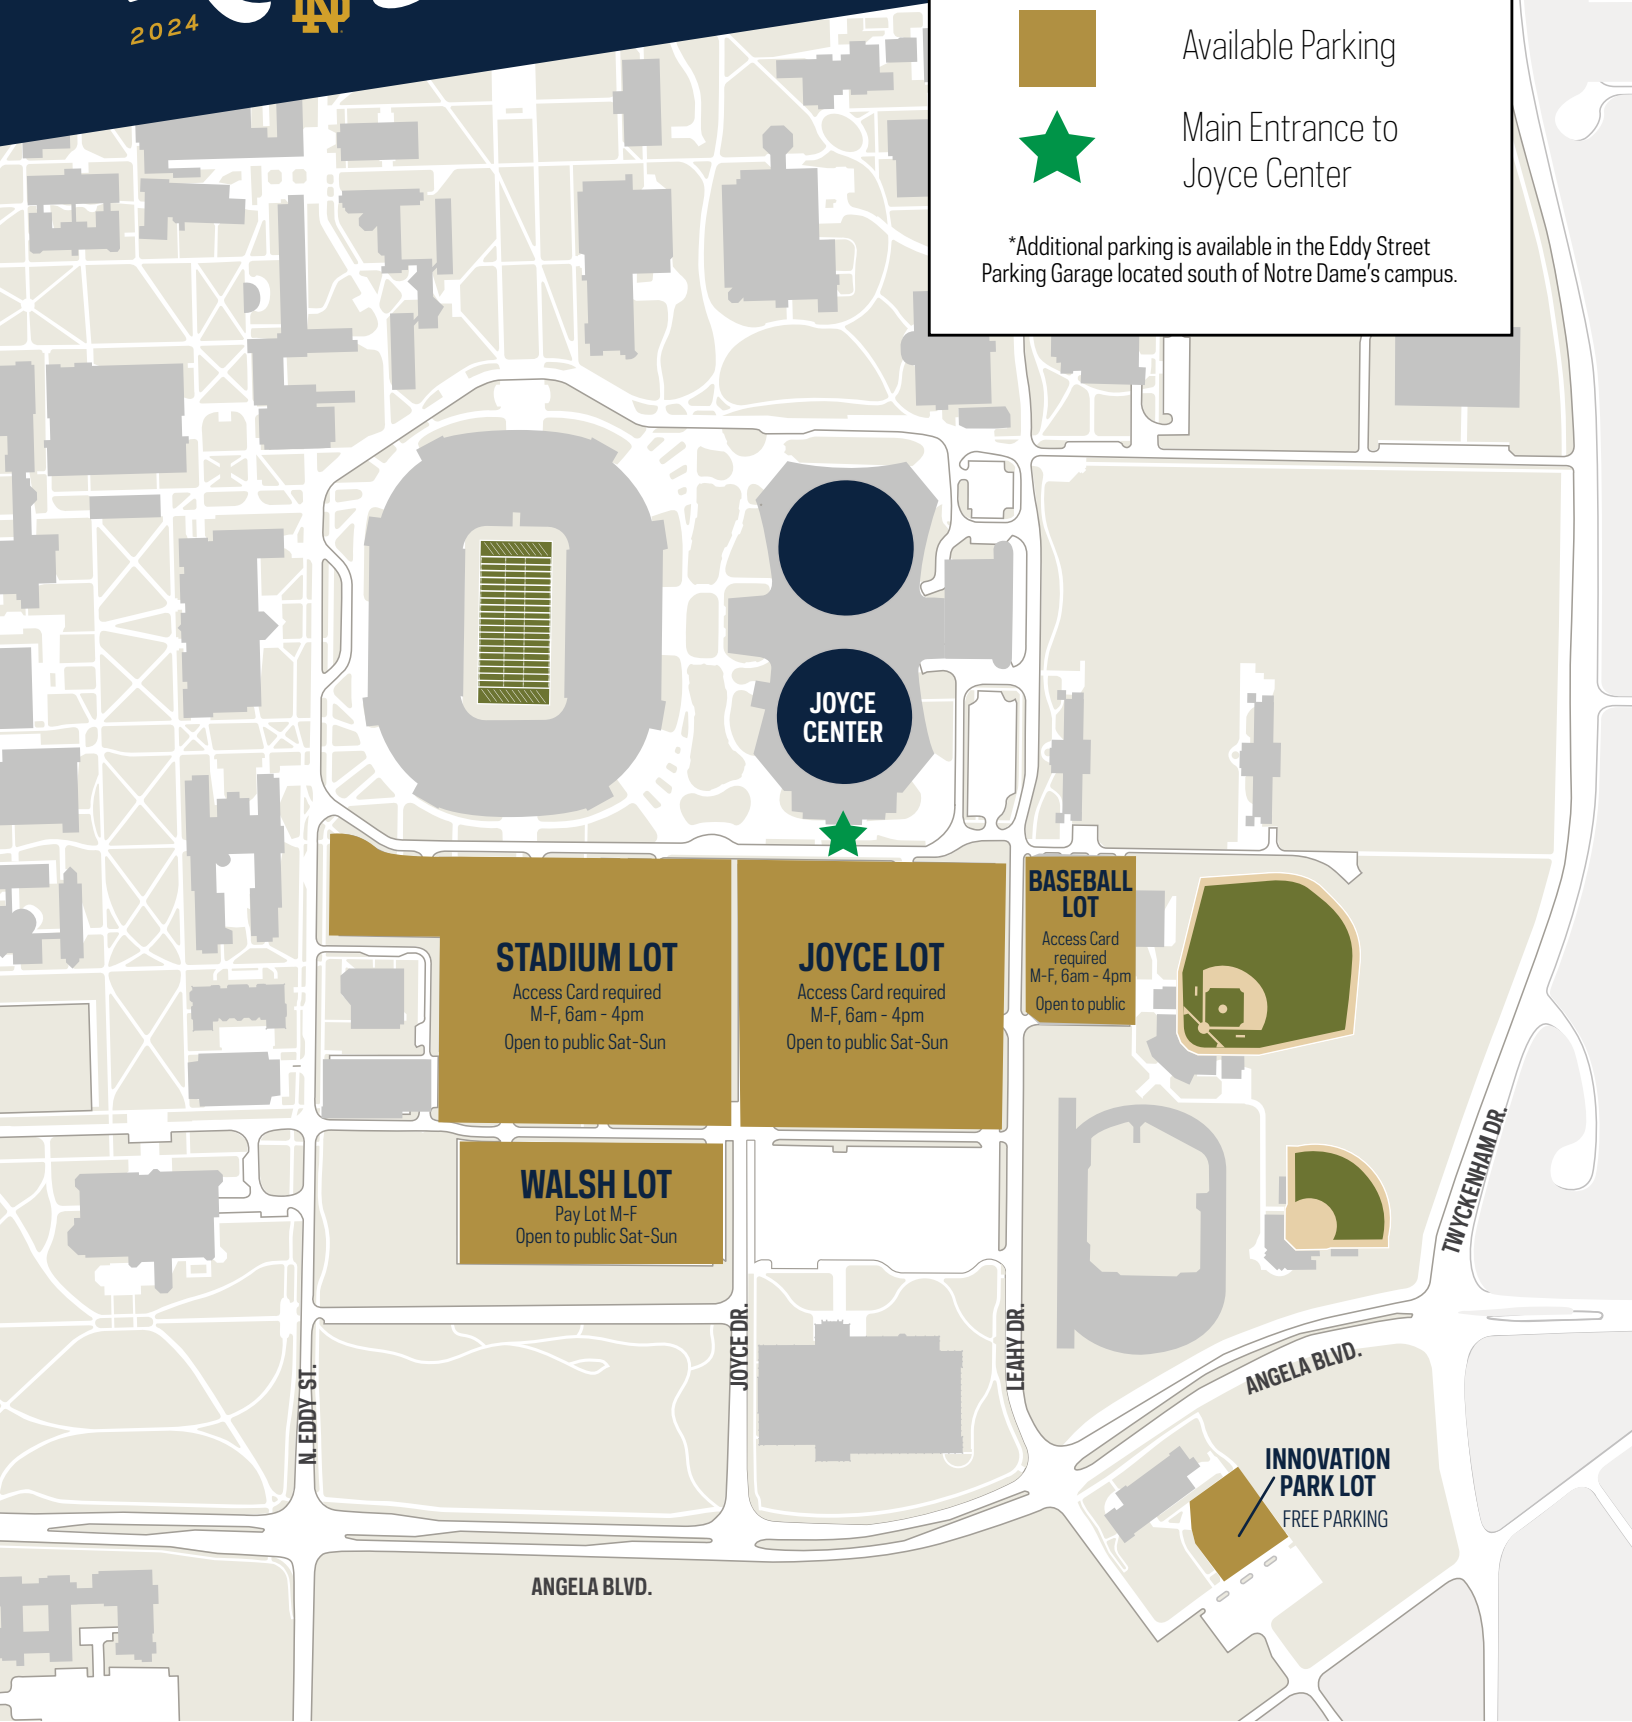 2024
ND
Available Parking
Main Entrance to
Joyce Center
*Additional parking is available in the Eddy Street
Parking Garage located south of Notre Dame's campus.
JOYCE
CENTER
STADIUM LOT
Access Card required
M-F, 6am - 4pm
Open to public Sat-Sun
JOYCE LOT
Access Card required
M-F, 6am - 4pm
Open to public Sat-Sun
BASEBALL
LOT
Access Card
required
M-F, 6am - 4pm
Open to public
WALSH LOT
Pay Lot M-F
Open to public Sat-Sun
TWYCKENHAM DR.
JOYCE DR.
LEAHY DR.
N. EDDY ST.
ANGELA BLVD.
INNOVATION
PARK LOT
FREE PARKING
ANGELA BLVD.